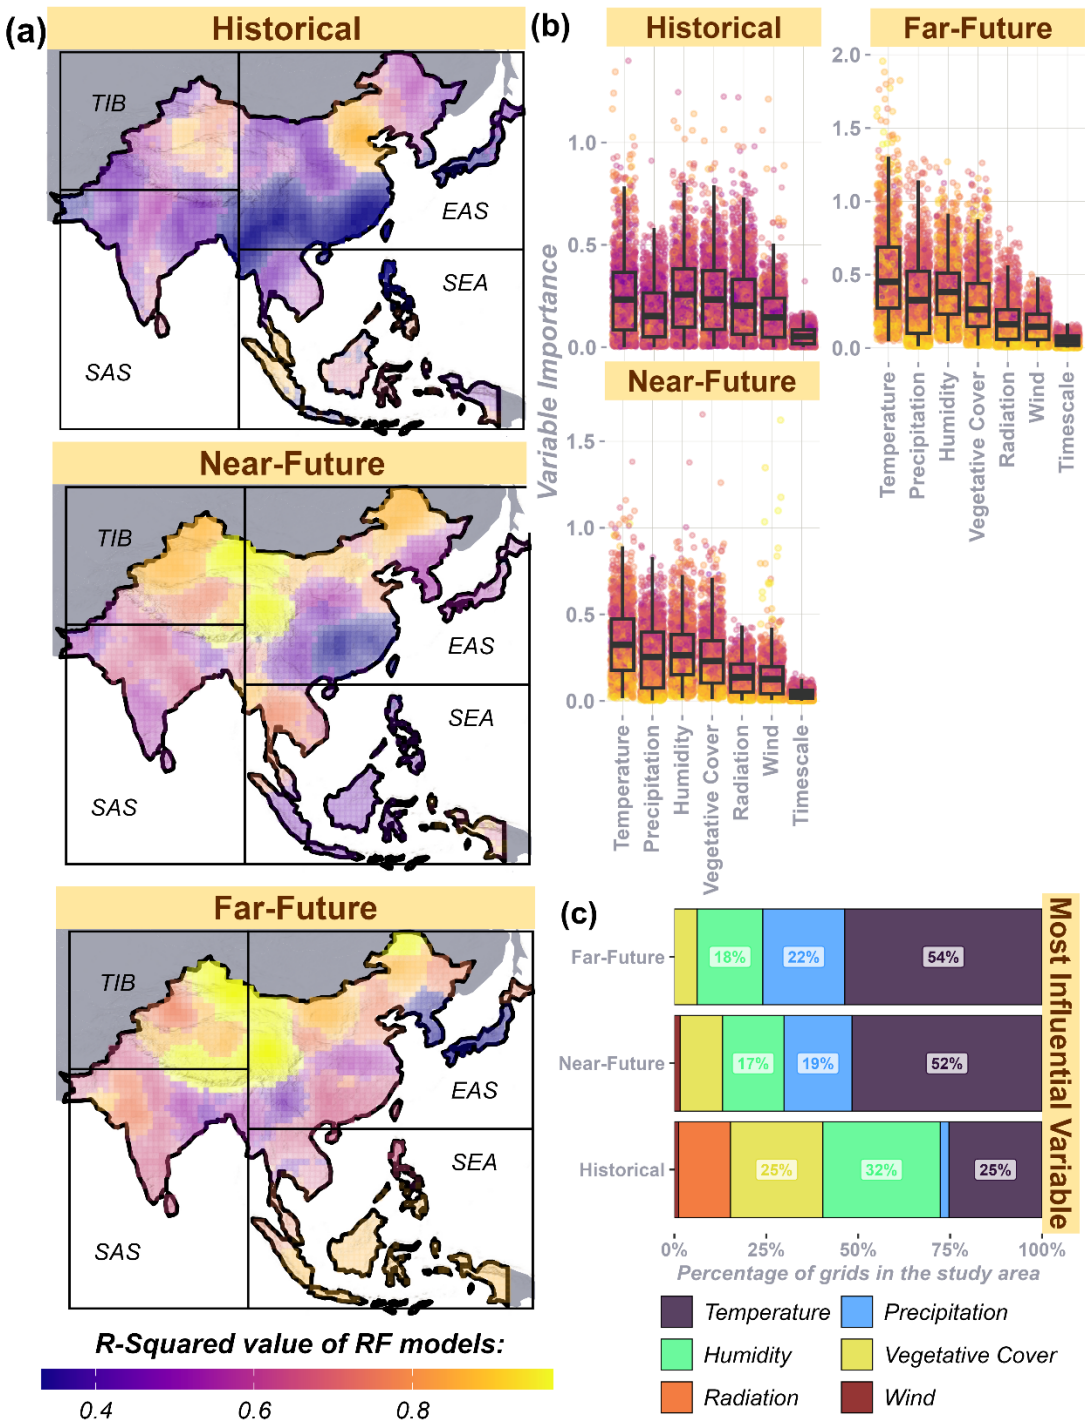 (a)
Historical
TIB
EAS
SEA
SAS
Near-Future
TIB
EAS
SEA
SAS
Far-Future
TIB
EAS
SEA
SAS
R-Squared value of RF models:
0.4
0.6
0.8
(b)
Historical
Far-Future
Variable Importance
1.0
0.5
0.0
2.0
1.5
1.0
0.5
0.0
Temperature
Precipitation
Humidity
Vegetative Cover
Radiation
Wind
Timescale
Near-Future
1.5
1.0
0.5
0.0
Temperature
Precipitation
Humidity
Vegetative Cover
Radiation
Wind
Timescale
(c)
Most Influential Variable
Far-Future
18%
22%
54%
Near-Future
17%
19%
52%
Historical
25%
32%
25%
0%
25%
50%
75%
100%
Percentage of grids in the study area
Temperature
Precipitation
Humidity
Vegetative Cover
Radiation
Wind